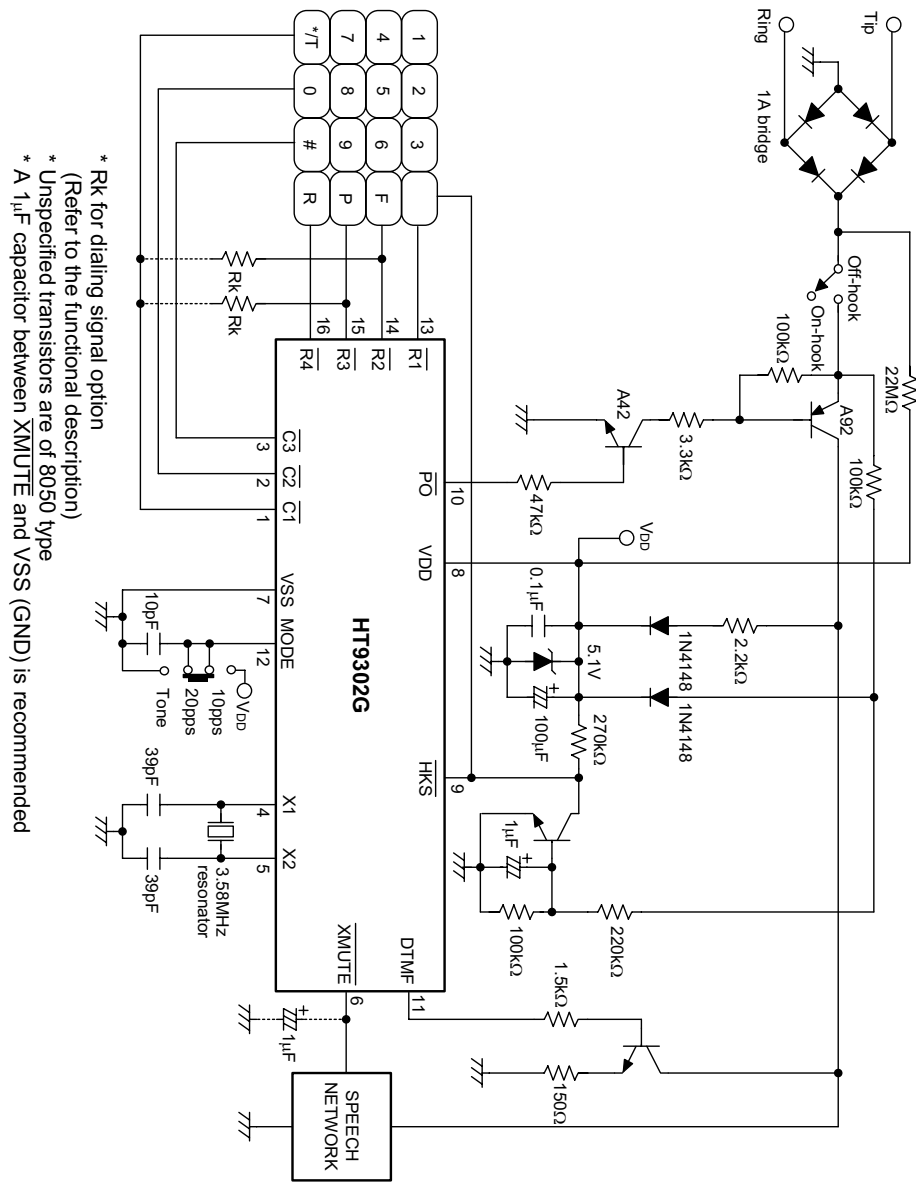 Tip
Ring
1A bridge
Off-hook
On-hook
22MΩ
100kΩ
A92
100kΩ
A42
3.3kΩ
47kΩ
VDD
2.2kΩ
1N4148
1N4148
0.1µF
5.1V
+
100µF
270kΩ
+
1µF
100kΩ
220kΩ
1.5kΩ
150Ω
1
2
3
4
5
6
F
7
8
9
P
*/T
0
#
R
Rk
Rk
13
14
15
16
R1
R2
R3
R4
10
PO
8
VDD
9
HKS
11
DTMF
HT9302G
C3
C2
C1
VSS
MODE
X1
X2
XMUTE
3
2
1
7
12
4
5
6
10pF
VDD
10pps
20pps
Tone
39pF
39pF
3.58MHz
resonator
+
1µF
SPEECH
NETWORK
* Rk for dialing signal option
(Refer to the functional description)
* Unspecified transistors are of 8050 type
* A 1µF capacitor between XMUTE and VSS (GND) is recommended